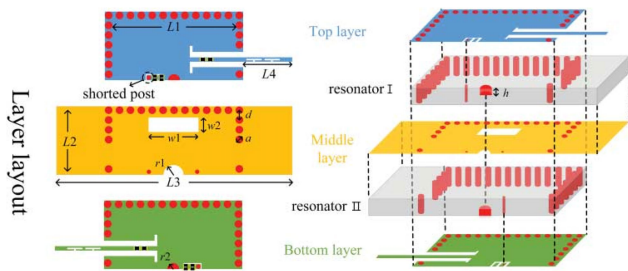 L1
L4
shorted post
Layer layout
L2
w1
w2
d
a
r1
L3
r2
Top layer
resonator I
h
Middle
layer
resonator II
Bottom layer